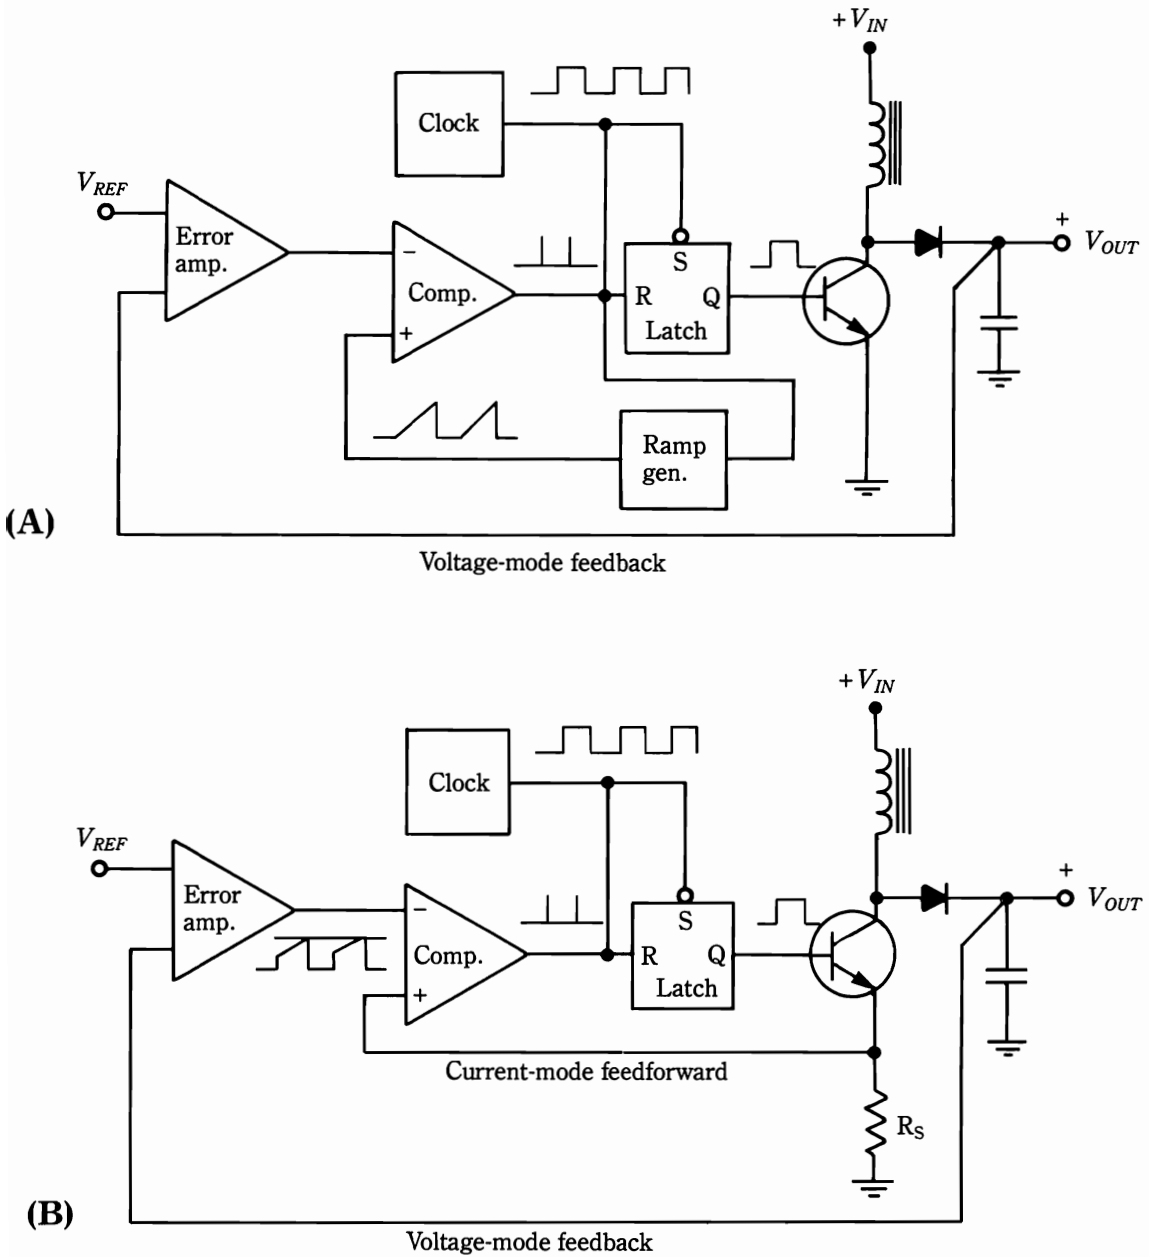 +V_IN
Clock
V_REF
Error
amp.
−
Comp.
+
S
R Q
Latch
+
V_OUT
Ramp
gen.
(A)
Voltage-mode feedback
+V_IN
Clock
V_REF
Error
amp.
−
Comp.
+
S
R Q
Latch
+
V_OUT
Current-mode feedforward
R_S
(B)
Voltage-mode feedback